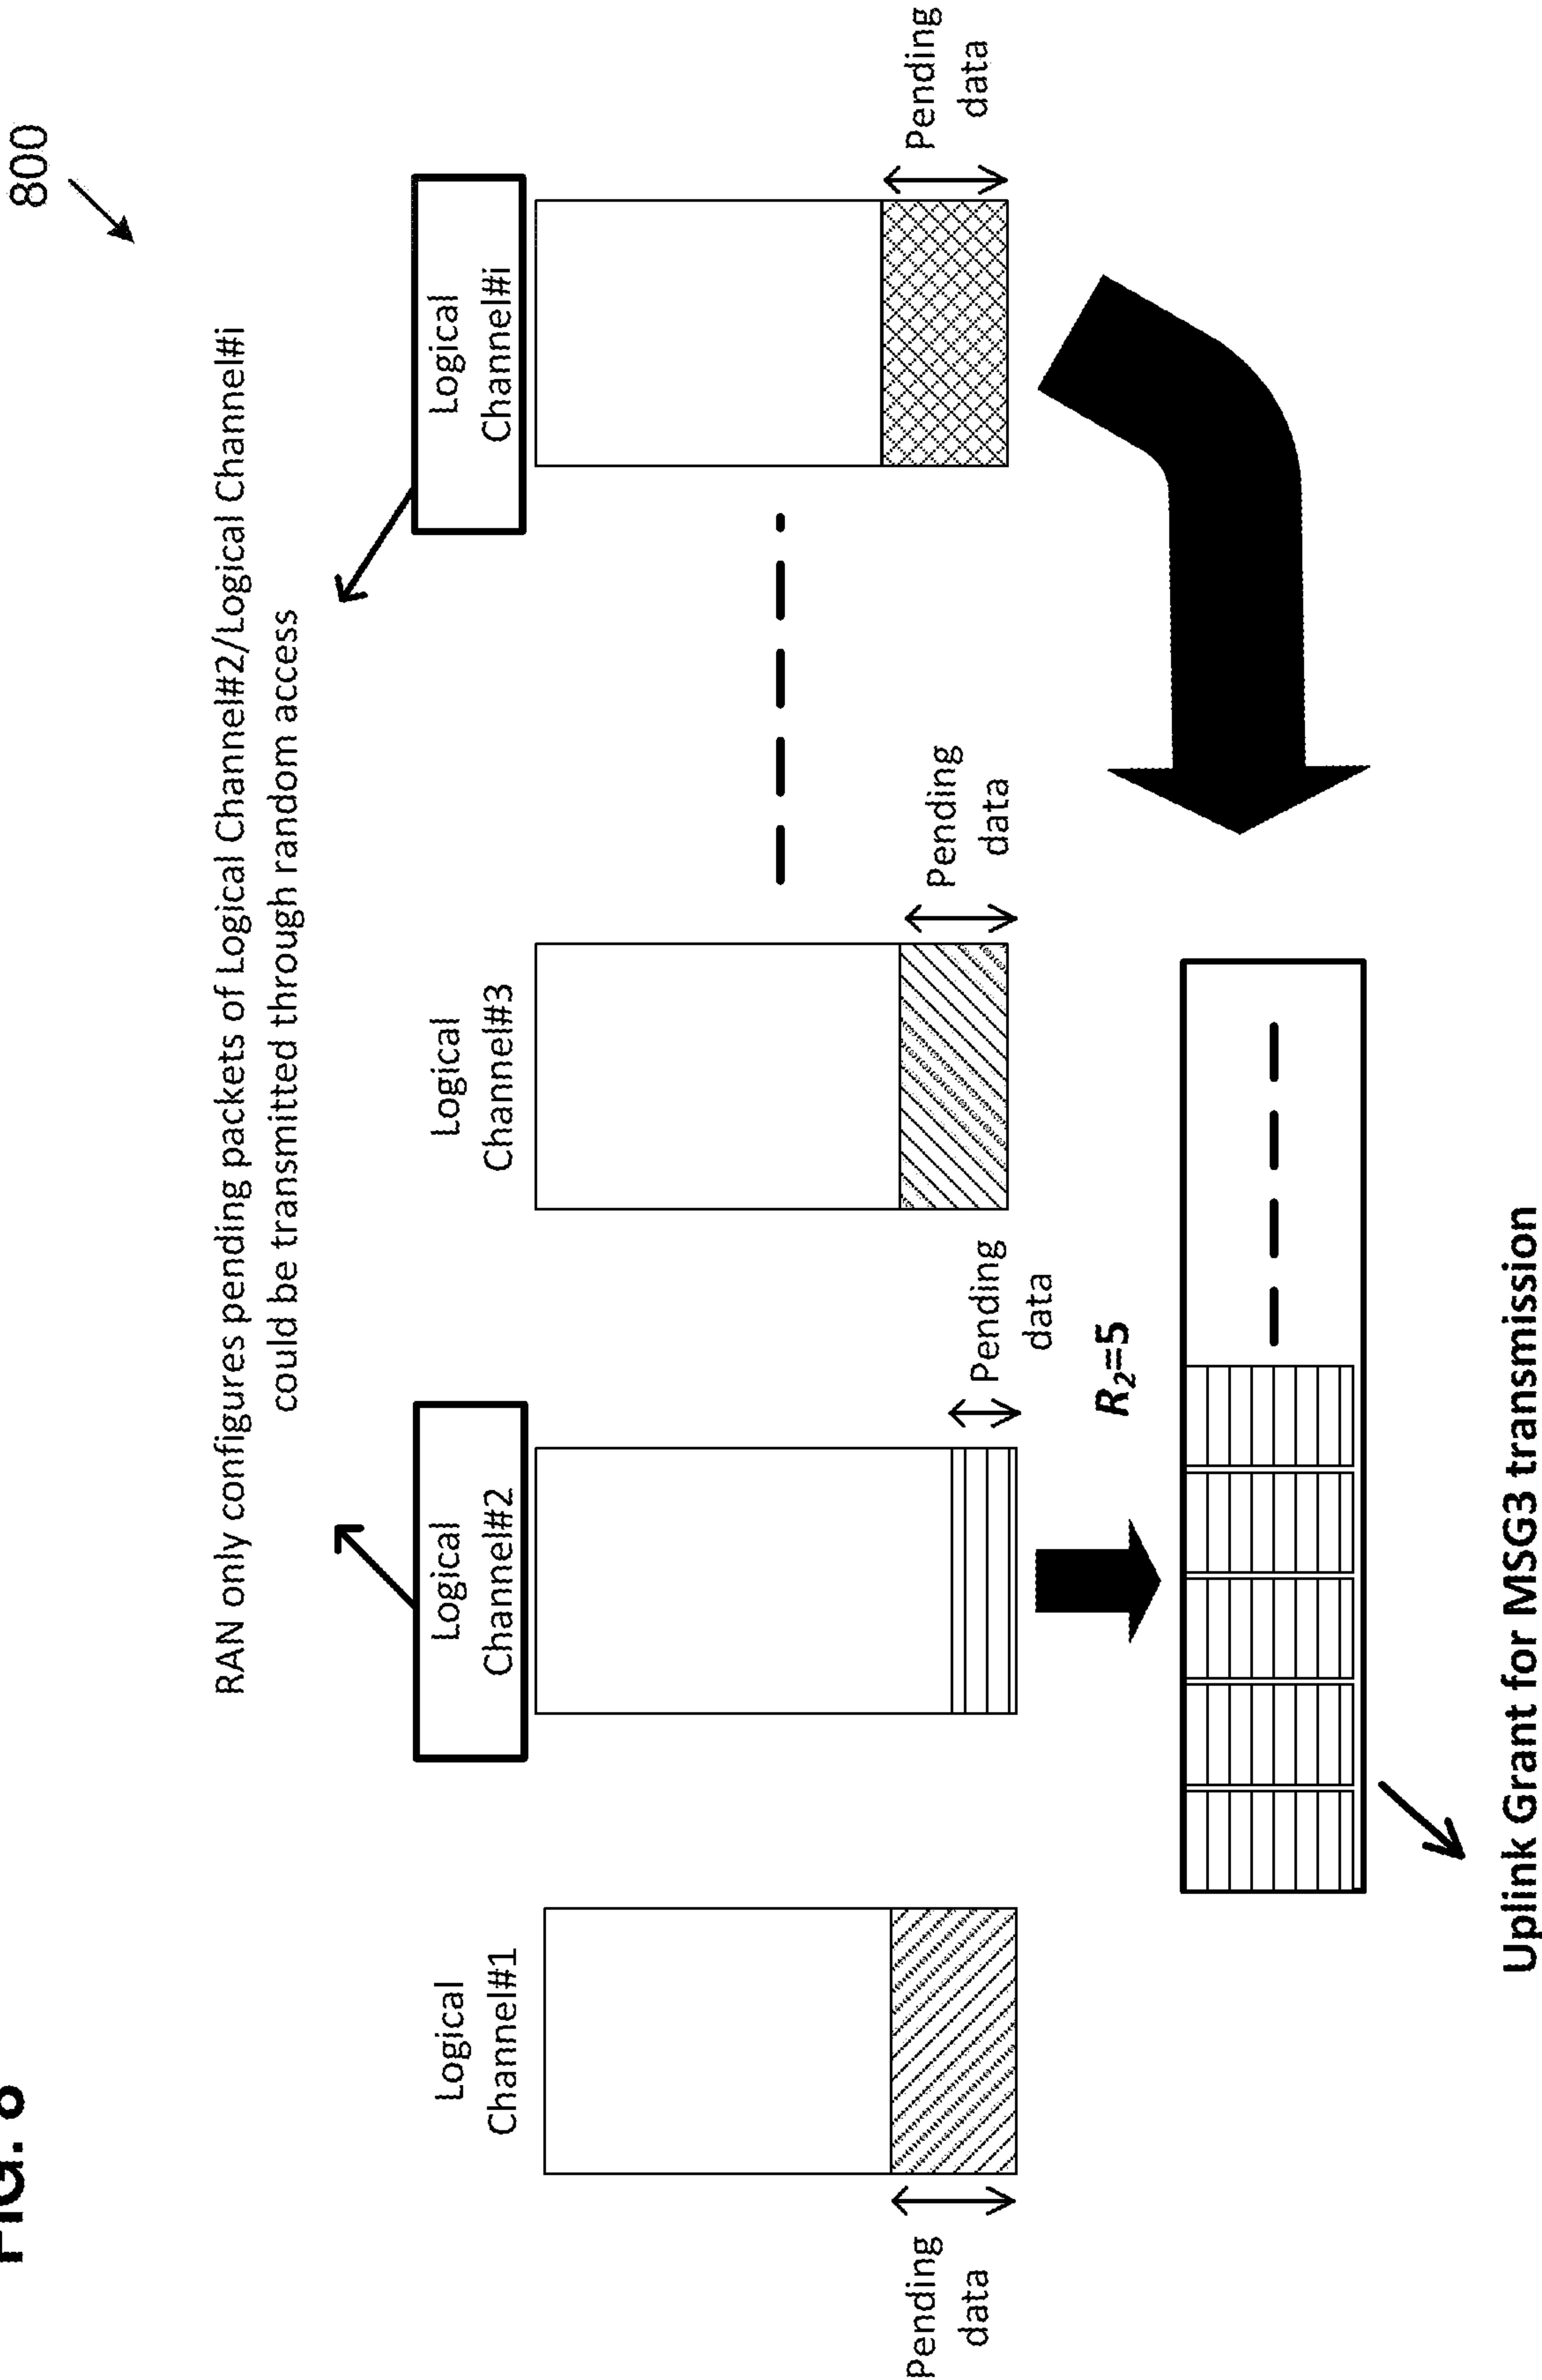 800
RAN only configures pending packets of Logical Channel#2/Logical Channel#i
could be transmitted through random access
Logical
Channel#1
Logical
Channel#2
Logical
Channel#3
Logical
Channel#i
Pending
data
Pending
data
Pending
data
Pending
data
R₂=5
Uplink Grant for MSG3 transmission